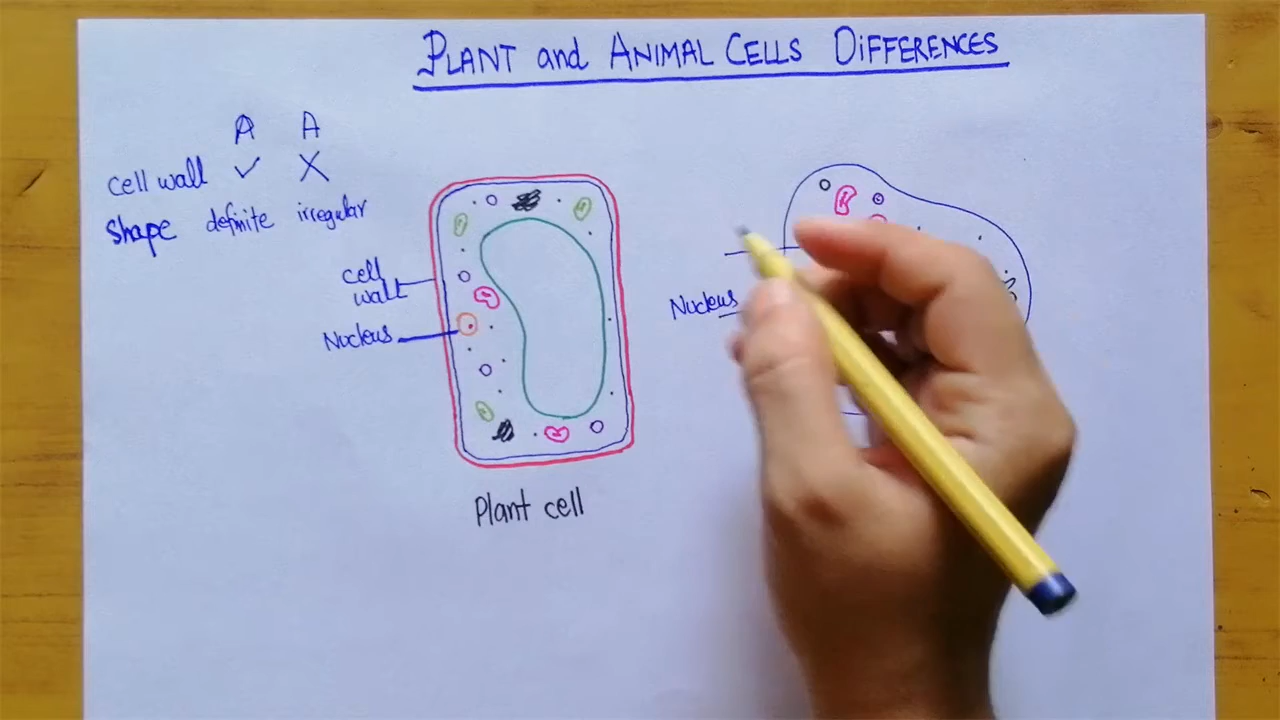 PLANT and ANIMAL CELLS DIFFERENCES
A A
cell wall ✓ X
shape definite irregular
cell
wall
Nucleus
Nucleus
Plant cell